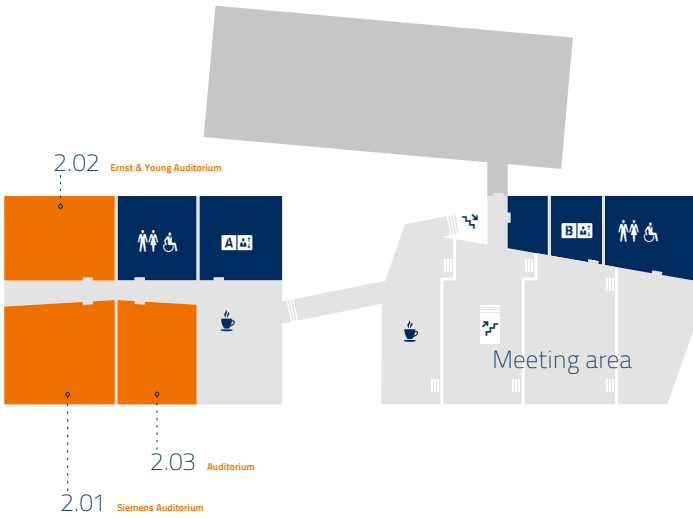 2.02 Ernst & Young Auditorium
A
B
Meeting area
2.03 Auditorium
2.01 Siemens Auditorium